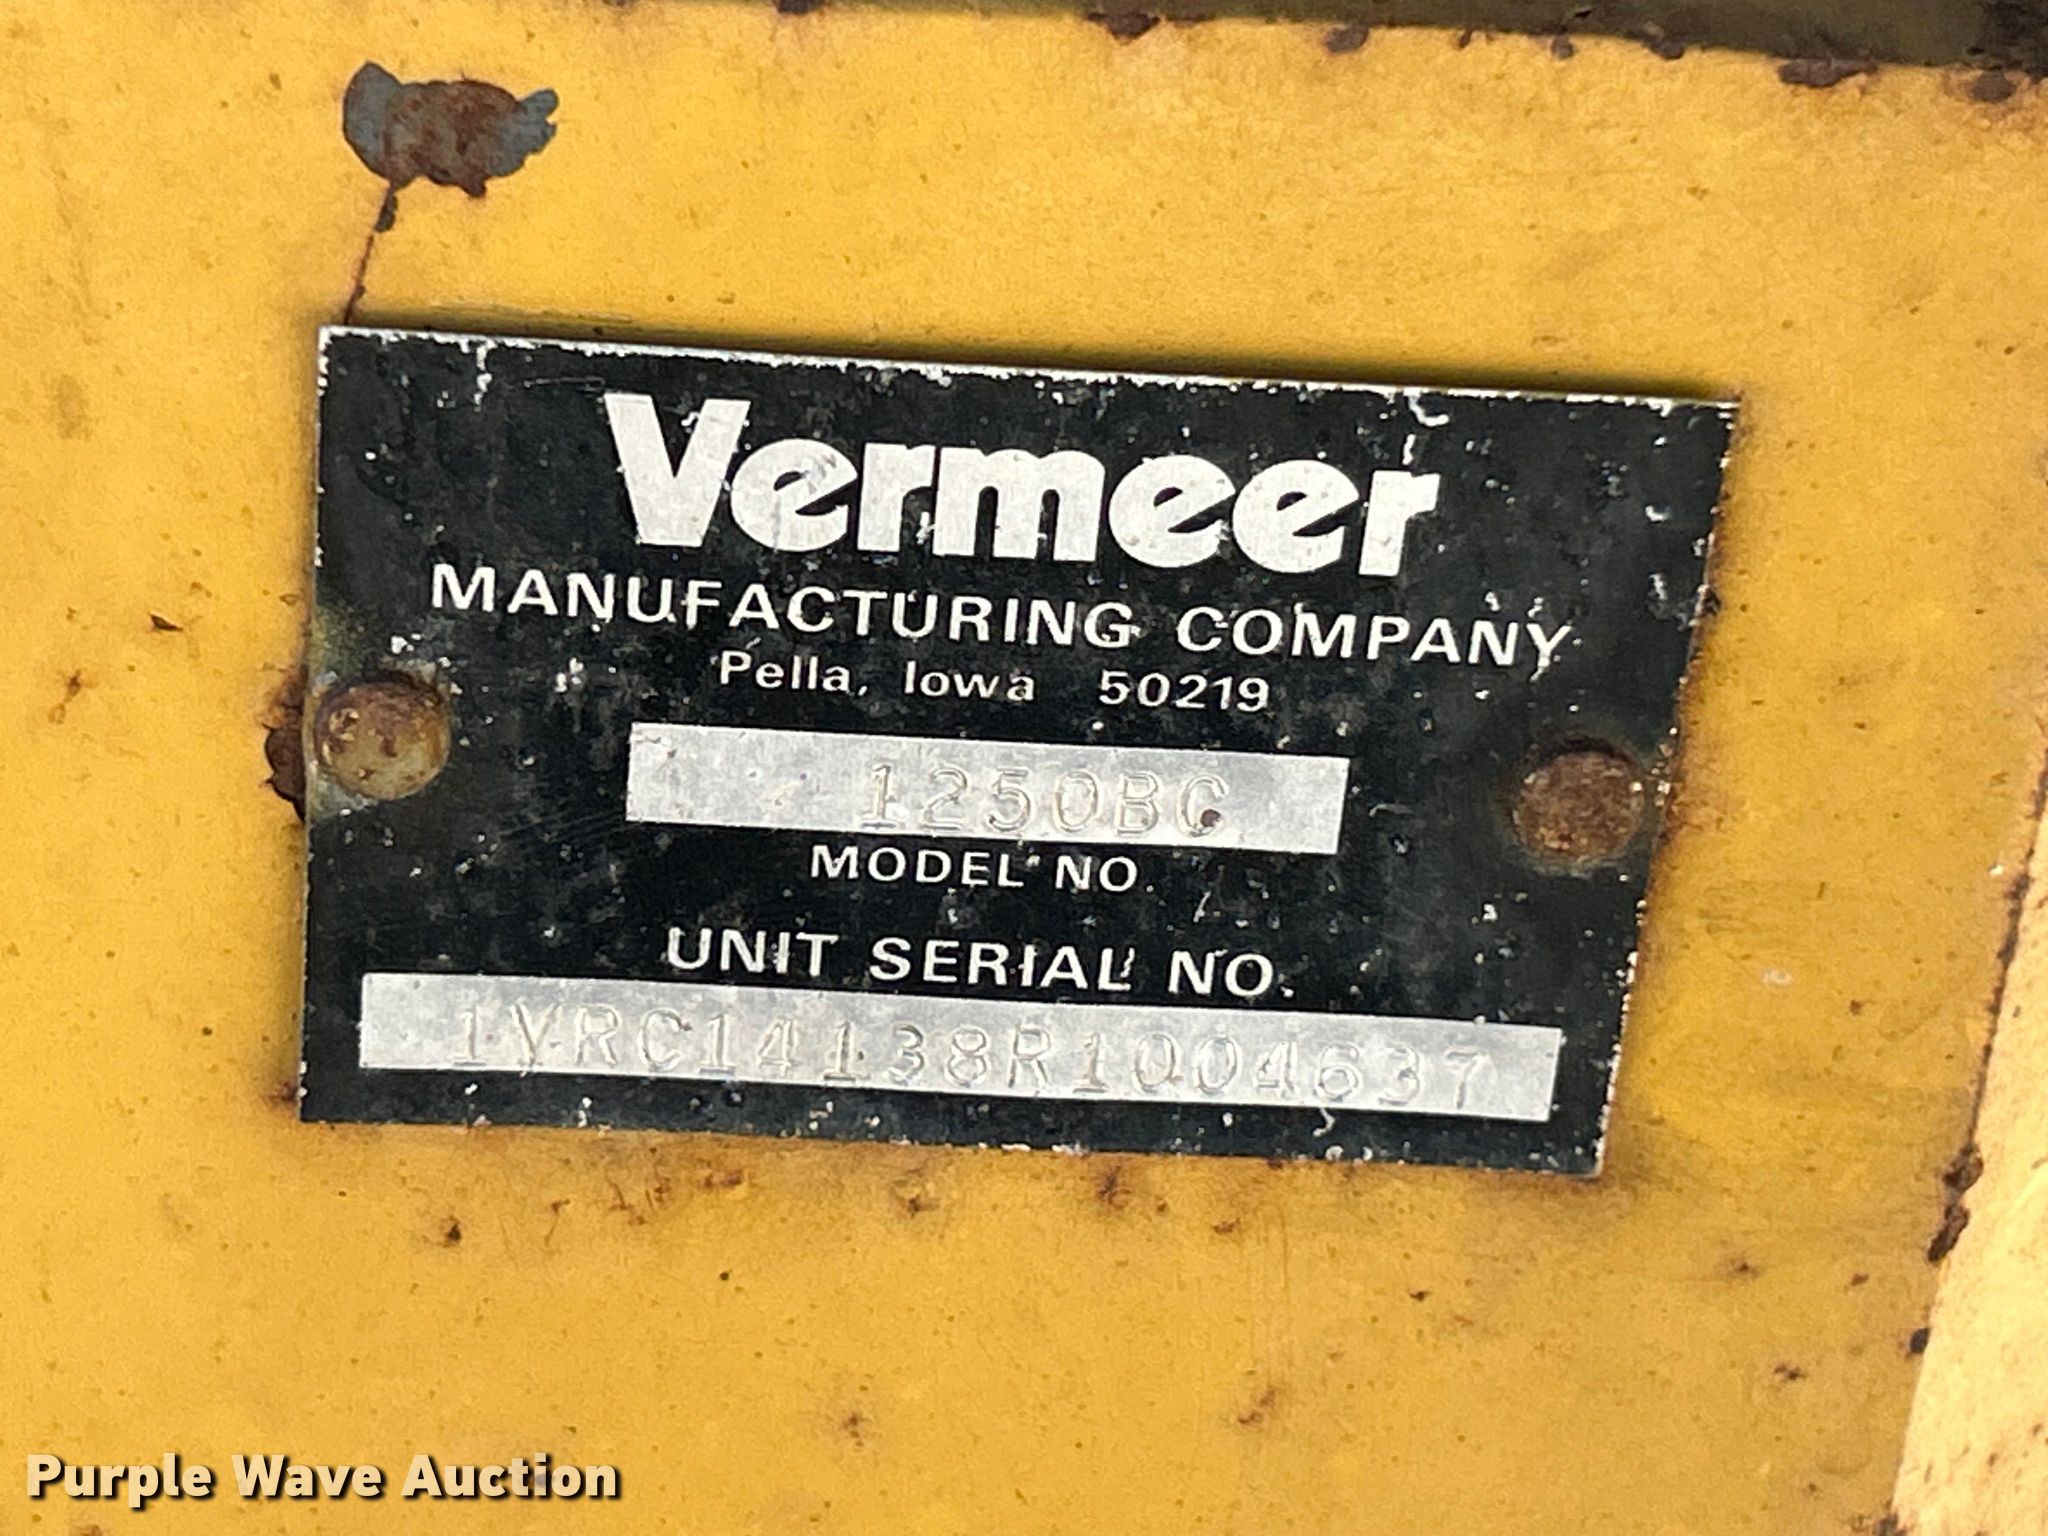 Vermeer
MANUFACTURING COMPANY
Pella, Iowa 50219
1250BC
MODEL NO.
UNIT SERIAL NO.
1VRC14138R1004637
Purple Wave Auction